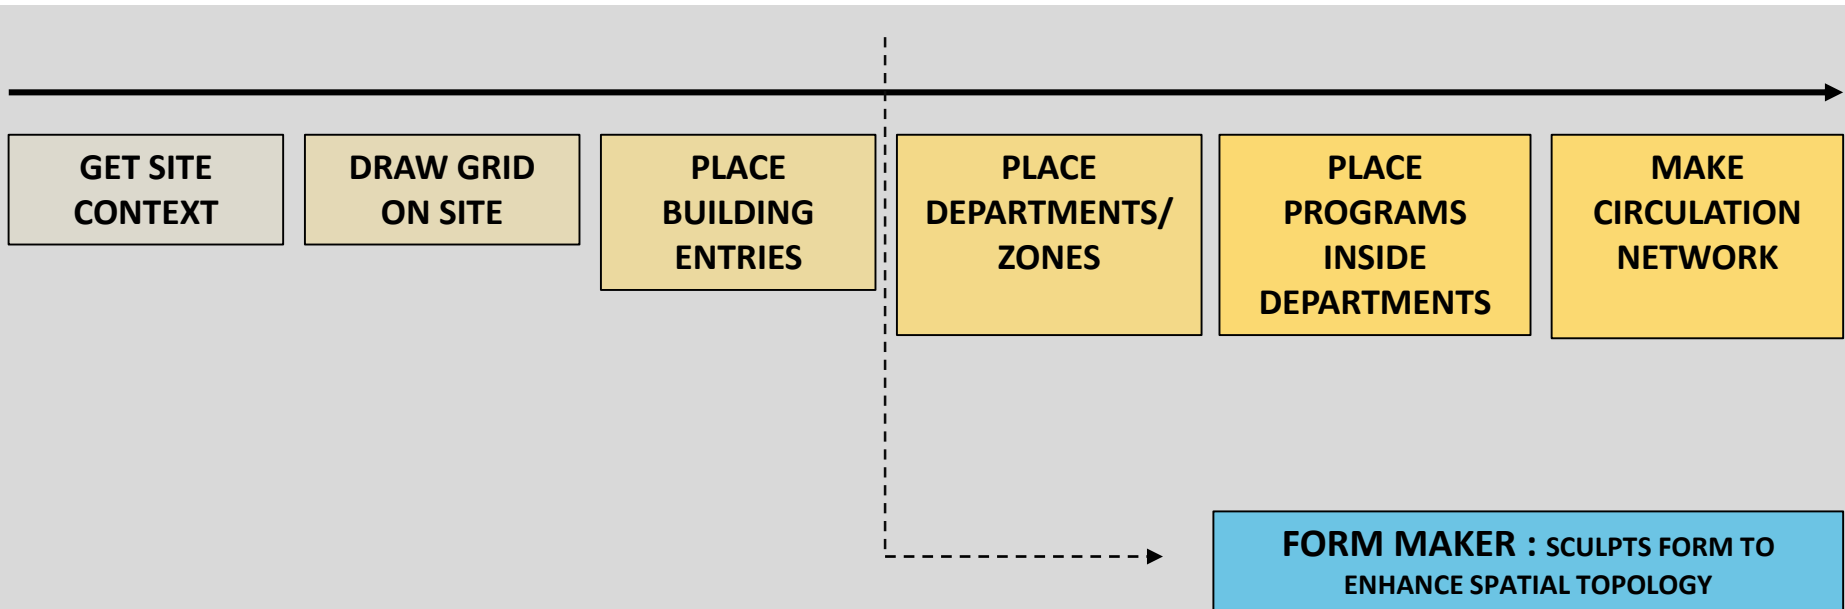 GET SITE
CONTEXT
DRAW GRID
ON SITE
PLACE
BUILDING
ENTRIES
PLACE
DEPARTMENTS/
ZONES
PLACE
PROGRAMS
INSIDE
DEPARTMENTS
MAKE
CIRCULATION
NETWORK
FORM MAKER : SCULPTS FORM TO
ENHANCE SPATIAL TOPOLOGY